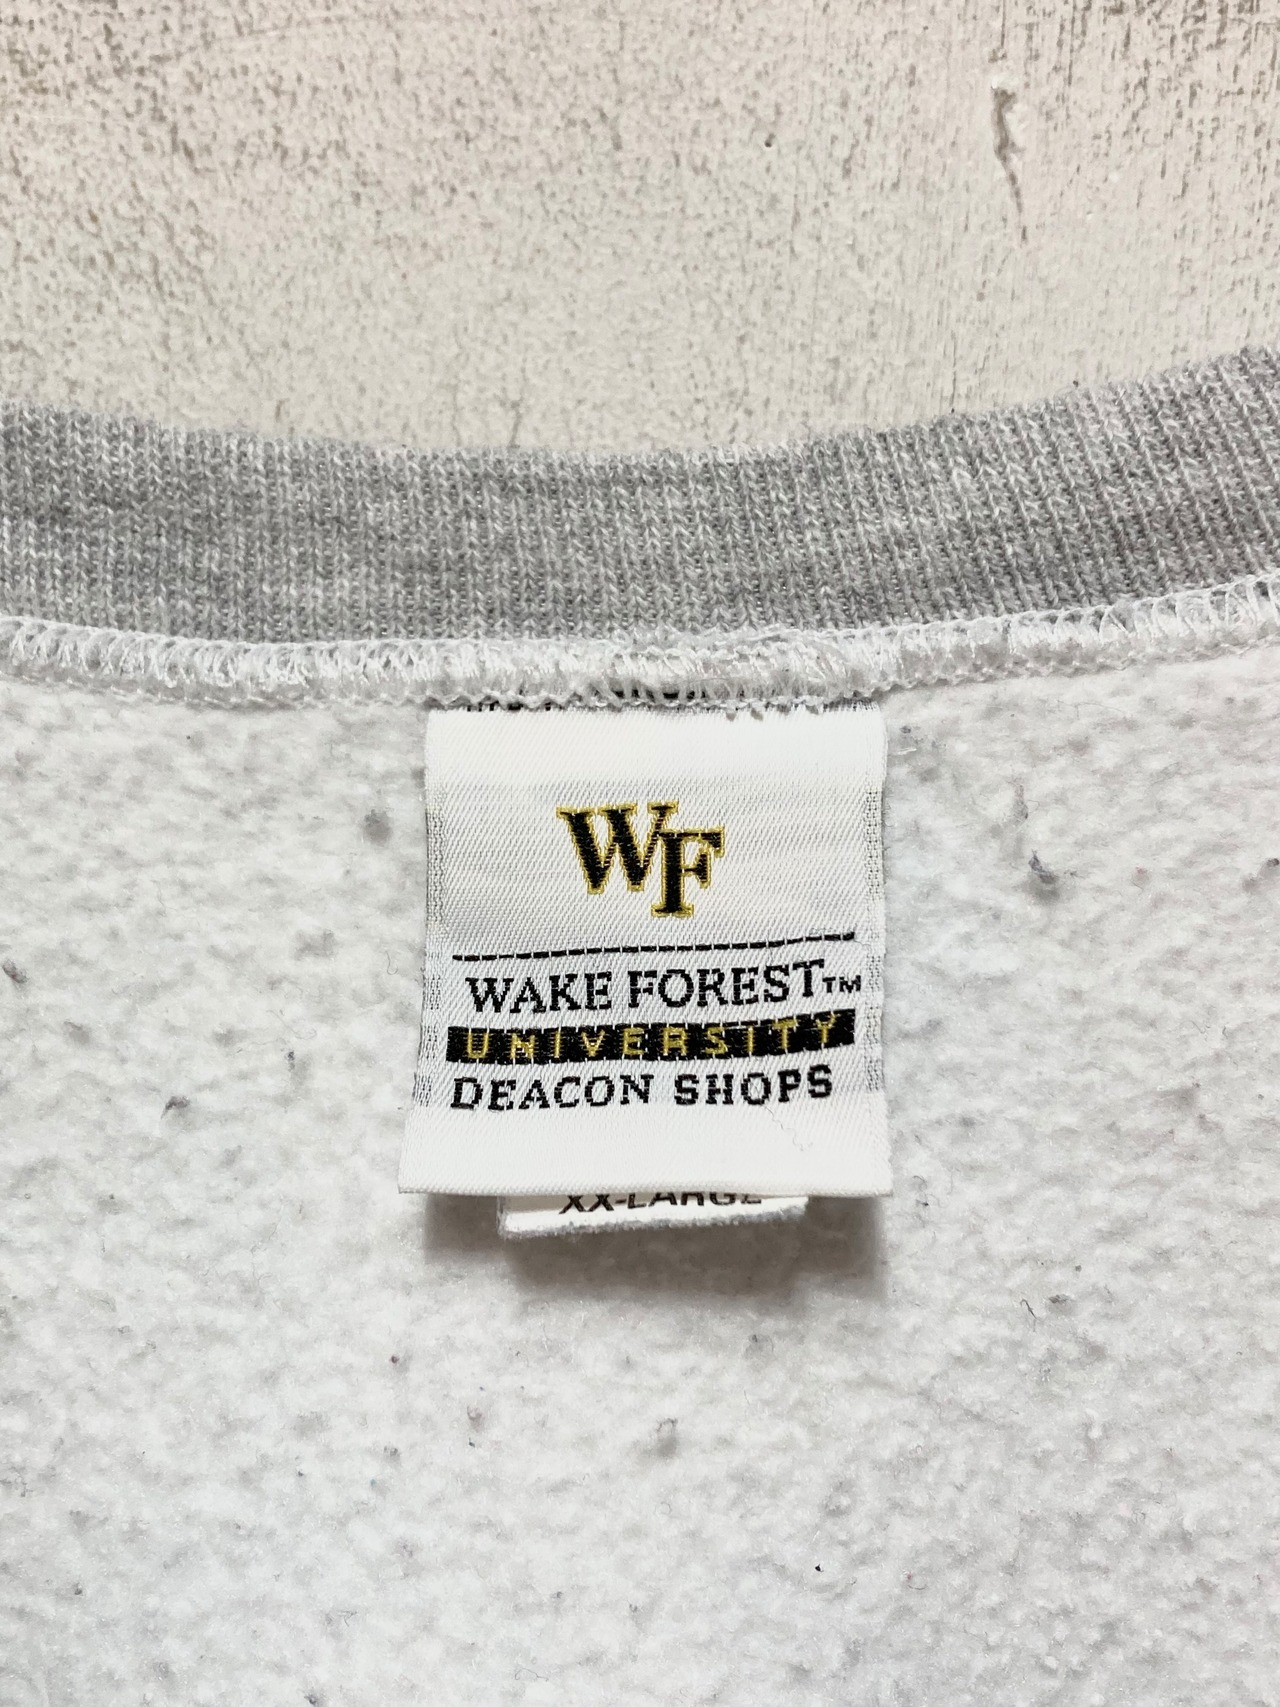 WF
WAKE FOREST™
UNIVERSITY
DEACON SHOPS
XX-LARGE